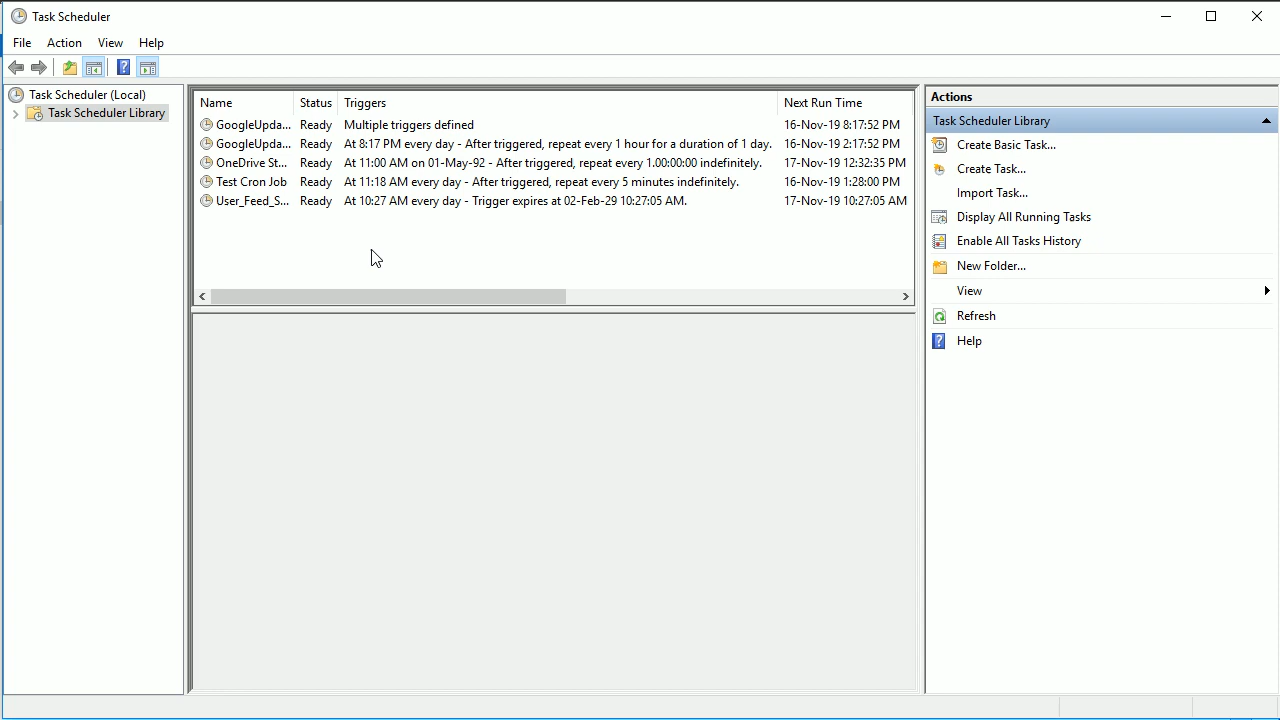 Task Scheduler
File Action View Help
Task Scheduler (Local)
Task Scheduler Library
Name Status Triggers Next Run Time
GoogleUpda... Ready Multiple triggers defined 16-Nov-19 8:17:52 PM
GoogleUpda... Ready At 8:17 PM every day - After triggered, repeat every 1 hour for a duration of 1 day. 16-Nov-19 2:17:52 PM
OneDrive St... Ready At 11:00 AM on 01-May-92 - After triggered, repeat every 1.00:00:00 indefinitely. 17-Nov-19 12:32:35 PM
Test Cron Job Ready At 11:18 AM every day - After triggered, repeat every 5 minutes indefinitely. 16-Nov-19 1:28:00 PM
User_Feed_S... Ready At 10:27 AM every day - Trigger expires at 02-Feb-29 10:27:05 AM. 17-Nov-19 10:27:05 AM
Actions
Task Scheduler Library
Create Basic Task...
Create Task...
Import Task...
Display All Running Tasks
Enable All Tasks History
New Folder...
View
Refresh
Help